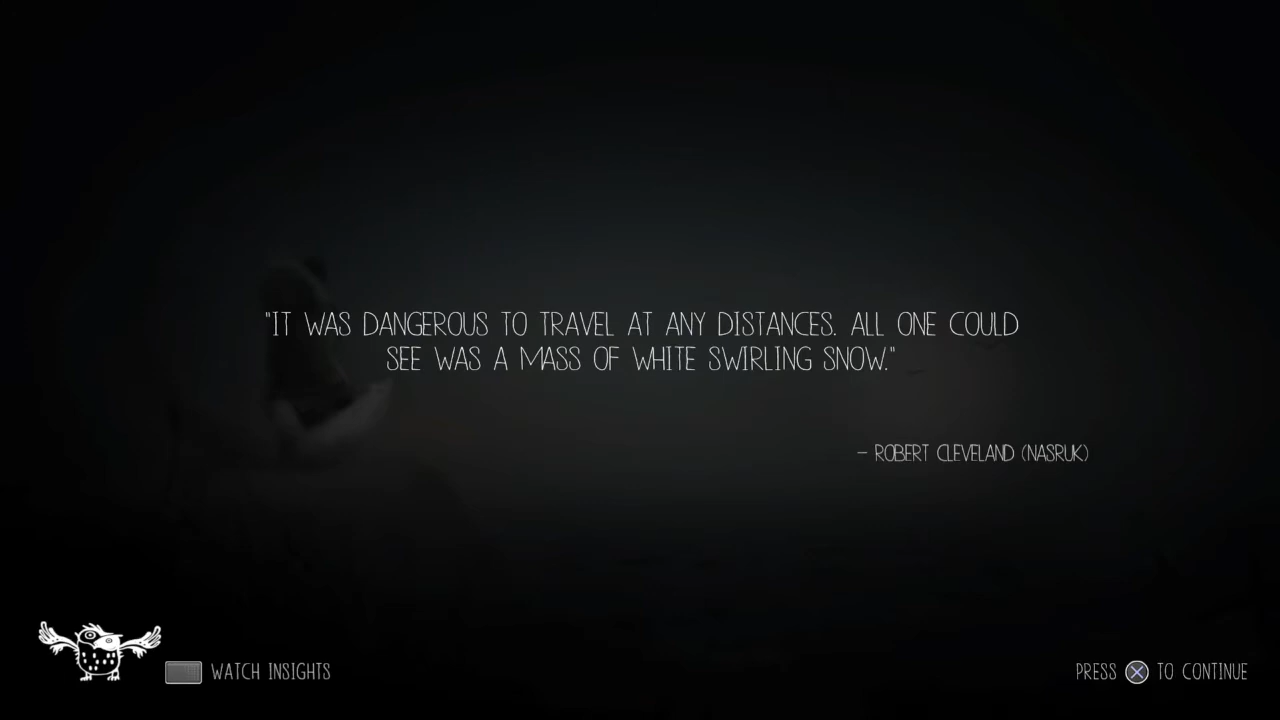 "IT WAS DANGEROUS TO TRAVEL AT ANY DISTANCES. ALL ONE COULD
SEE WAS A MASS OF WHITE SWIRLING SNOW."
– ROBERT CLEVELAND (NASRUK)
WATCH INSIGHTS
PRESS TO CONTINUE